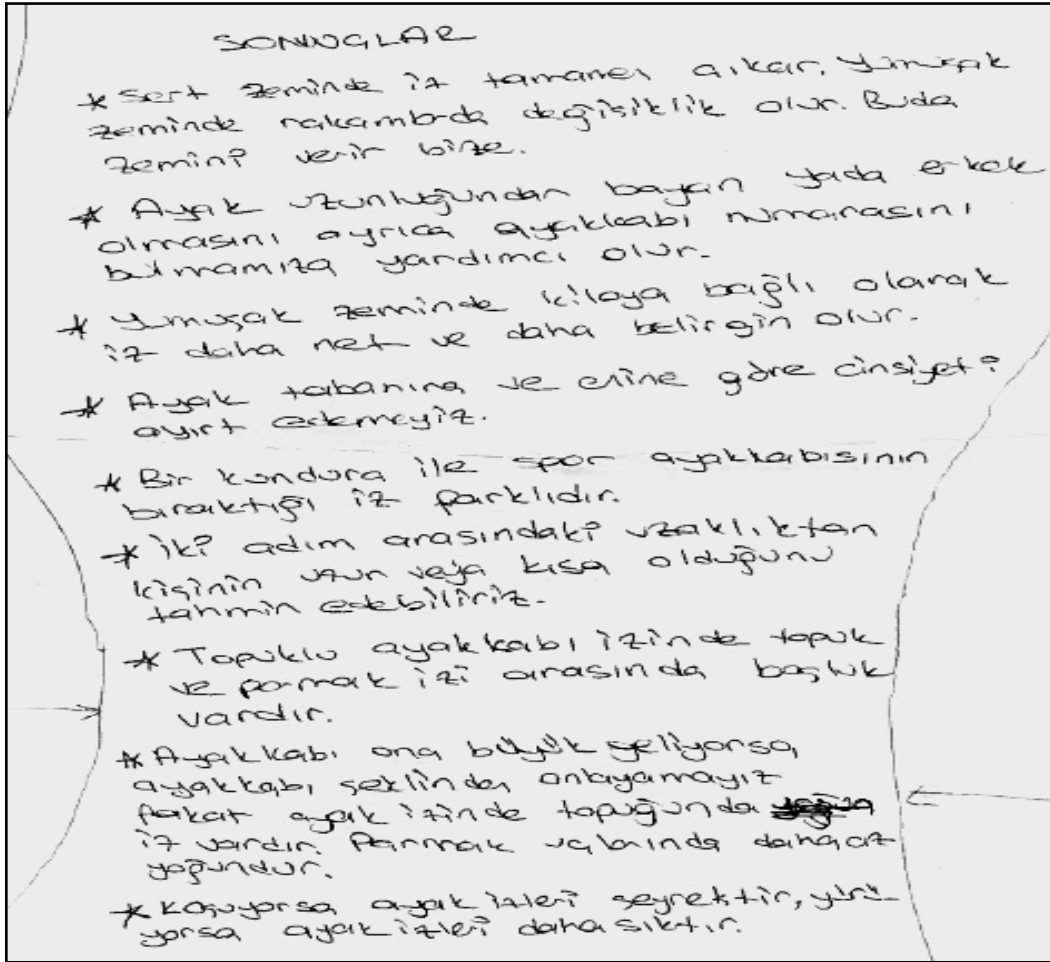 SONUÇLAR
* Sert zeminde iz tamamen çıkar. Yumuşak
zeminde rakamlarda değişiklik olur. Buda
zemini verir bize.
* Ayak uzunluğundan bayan yada erkek
olmasını ayrıca ayakkabı numarasını
bulmamıza yardımcı olur.
* Yumuşak zeminde kiloya bağlı olarak
iz daha net ve daha belirgin olur.
* Ayak tabanına ve enine göre cinsiyeti
ayırt edemeyiz.
* Bir kundura ile spor ayakkabısının
bıraktığı iz farklıdır.
* İki adım arasındaki uzaklıktan
kişinin uzun veya kısa olduğunu
tahmin edebiliriz.
* Topuklu ayakkabı izinde topuk
ve parmak izi arasında boşluk
vardır.
* Ayakkabı ona büyük geliyorsa,
ayakkabı şeklinden anlayamayız
fakat ayak izinde topuğunda
iz vardır. Parmak uçlarında daha az
yoğundur.
* Koşuyorsa ayak izleri seyrektir, yürü-
yorsa ayak izleri daha sıktır.